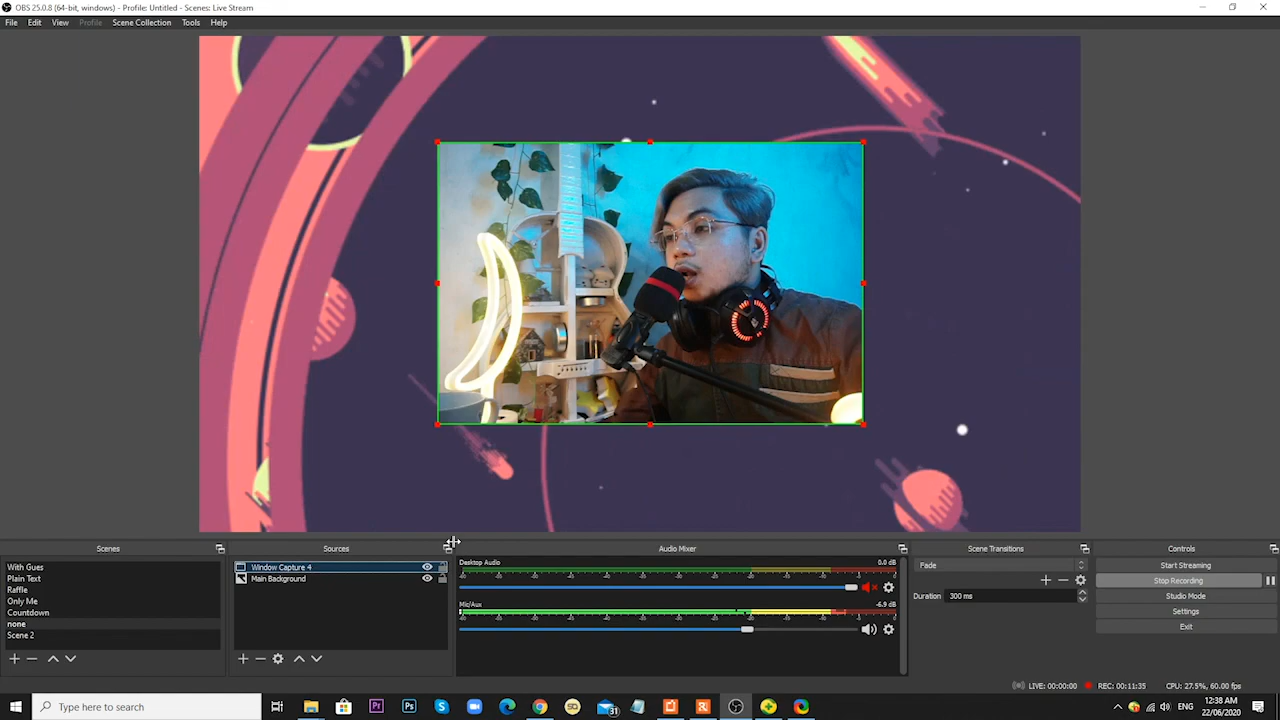 OBS 25.0.8 (64-bit, windows) - Profile: Untitled - Scenes: Live Stream
File Edit View Profile Scene Collection Tools Help
Scenes
With Gues
Plain Text
Raffle
Only Me
Countdown
none
Scene 2
Sources
Window Capture 4
Main Background
Audio Mixer
Desktop Audio 0.0 dB
Mic/Aux -6.9 dB
Scene Transitions
Fade
Duration 300 ms
Controls
Start Streaming
Stop Recording
Studio Mode
Settings
Exit
LIVE: 00:00:00 REC: 00:11:35 CPU: 27.5%, 60.00 fps
Type here to search
31
ENG
12:38 AM
22/06/2020